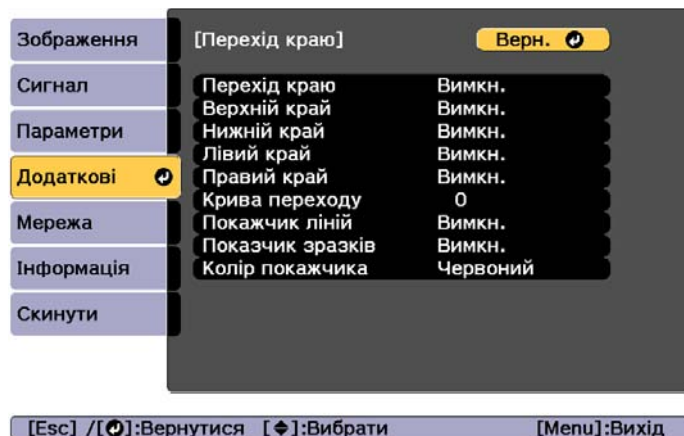 Зображення
Сигнал
Параметри
Додаткові
Мережа
Інформація
Скинути
[Перехід краю] Верн.
Перехід краю Вимкн.
Верхній край Вимкн.
Нижній край Вимкн.
Лівий край Вимкн.
Правий край Вимкн.
Крива переходу 0
Покажчик ліній Вимкн.
Показчик зразків Вимкн.
Колір покажчика Червоний
[Esc] /[]:Вернутися []:Вибрати [Menu]:Вихід